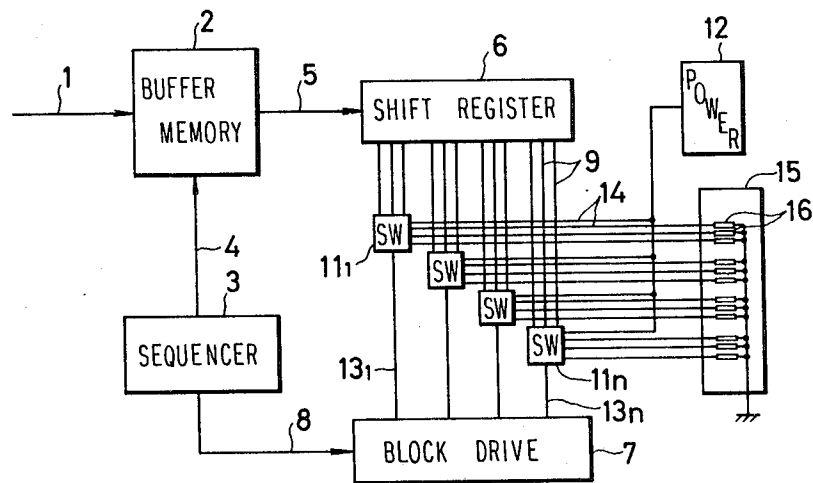 2
6
12
1
BUFFER
MEMORY
5
SHIFT REGISTER
POWER
9
15
14
16
4
SW
11₁
SW
3
SW
SEQUENCER
SW
13₁
11n
13n
8
BLOCK DRIVE
7